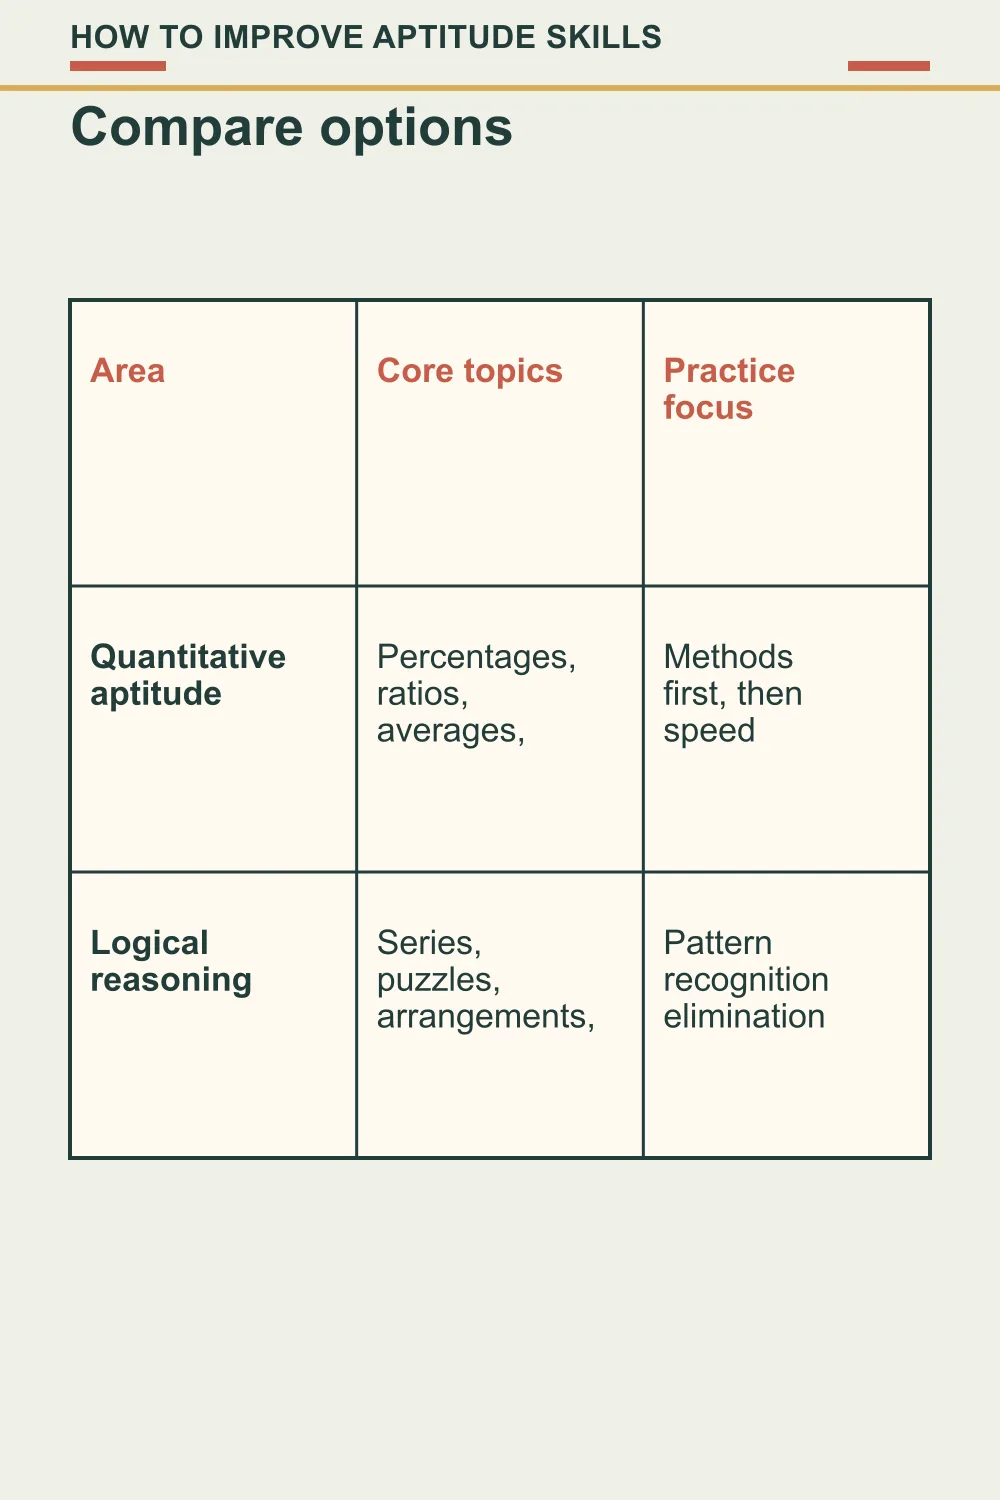 HOW TO IMPROVE APTITUDE SKILLS
Compare options
Area
Core topics
Practice
focus
Quantitative
aptitude
Percentages,
ratios,
averages,
Methods
first, then
speed
Logical
reasoning
Series,
puzzles,
arrangements,
Pattern
recognition
elimination